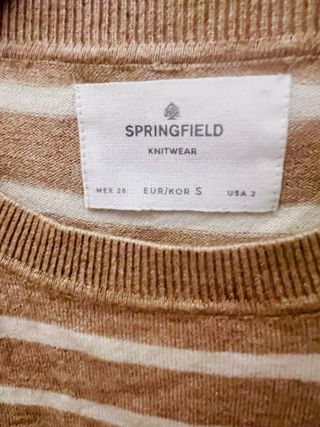 SPRINGFIELD
KNITWEAR
MEX 26 EUR/KOR S USA 2